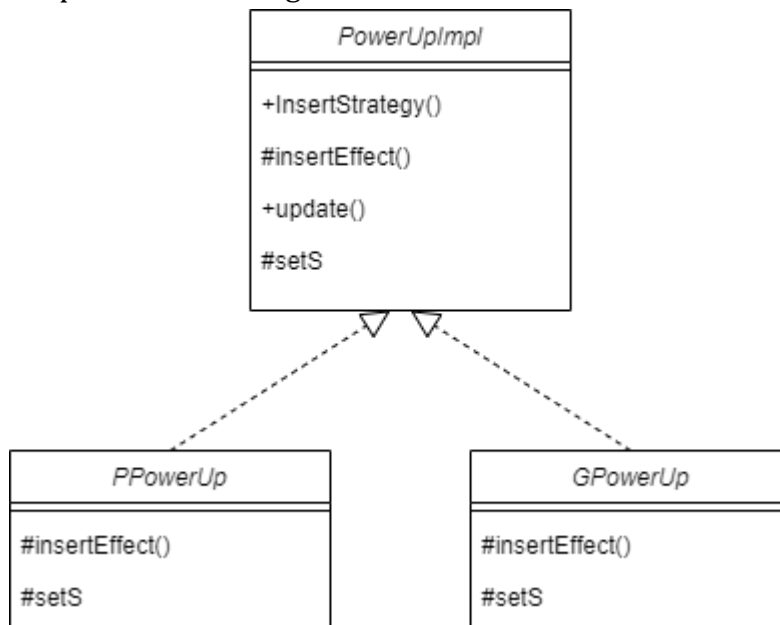 PowerUpImpl
+InsertStrategy()
#insertEffect()
+update()
#setS
PPowerUp
#insertEffect()
#setS
GPowerUp
#insertEffect()
#setS